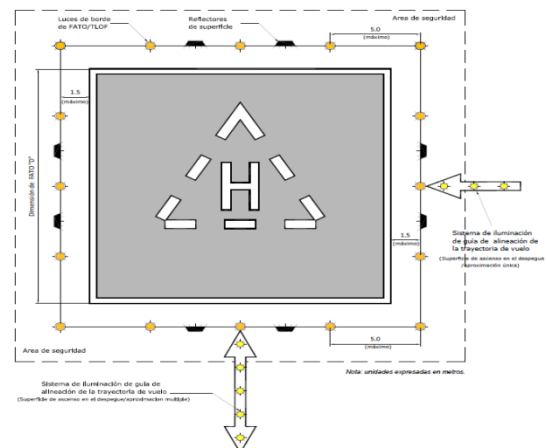 Luces de borde
de FATO/TLOF
Reflectores
de superficie
5.0
(máximo)
Area de seguridad
1.5
(máximo)
Dimensión de FATO "D"
H
1.5
(máximo)
Sistema de iluminación
de guía de alineación de
la trayectoria de vuelo
(Superficie de ascenso en el despegue
/aproximación única)
5.0
(máximo)
Area de seguridad
Nota: unidades expresadas en metros.
Sistema de iluminación de guía de
alineación de la trayectoria de vuelo
(Superficie de ascenso en el despegue/aproximacion multiple)